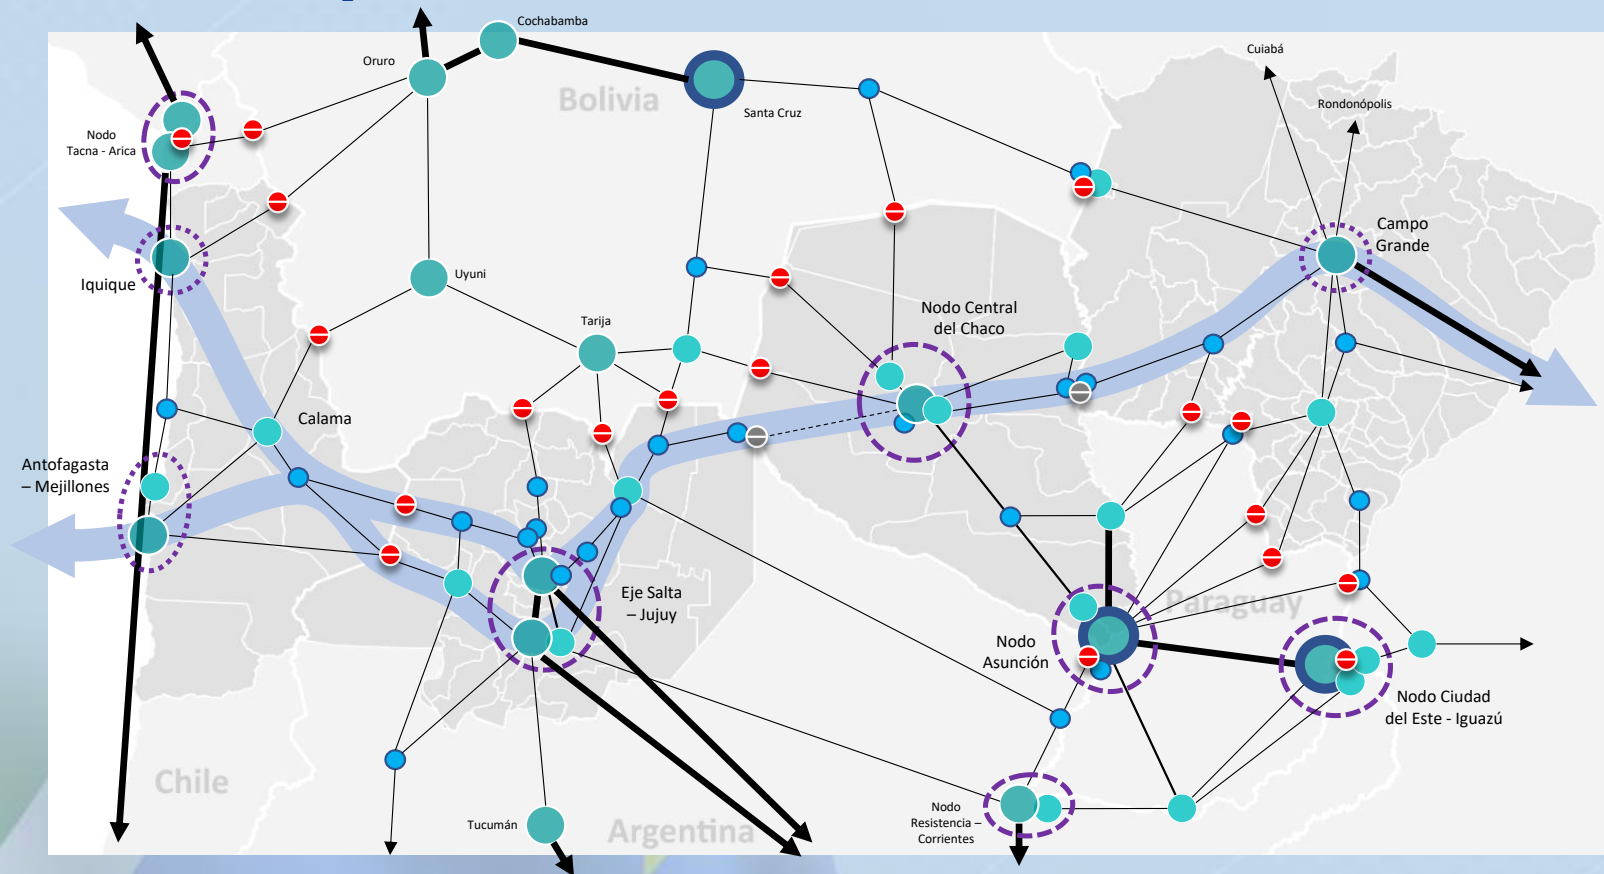 Cochabamba
Oruro
Cuiabá
Bolivia
Rondonópolis
Santa Cruz
Nodo
Tacna - Arica
Campo
Grande
Iquique
Uyuni
Nodo Central
del Chaco
Tarija
Calama
Antofagasta
– Mejillones
Eje Salta
– Jujuy
Paraguay
Nodo
Asunción
Nodo Ciudad
del Este - Iguazú
Chile
Tucumán
Argentina
Nodo
Resistencia –
Corrientes